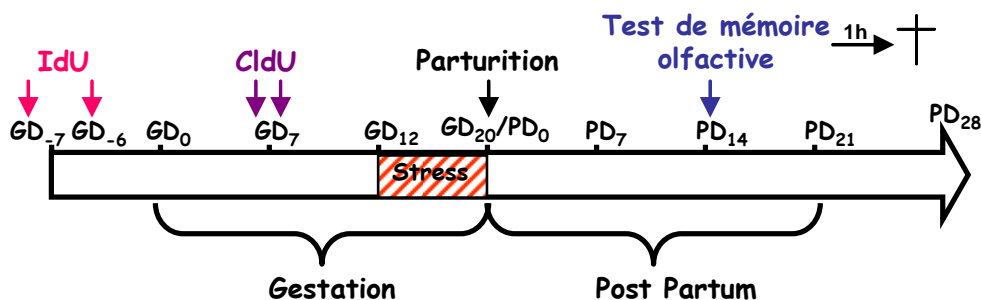 Test de mémoire
olfactive
1h
IdU
CldU
Parturition
GD-7 GD-6 GD0 GD7 GD12 GD20/PD0 PD7 PD14 PD21 PD28
Stress
Gestation Post Partum